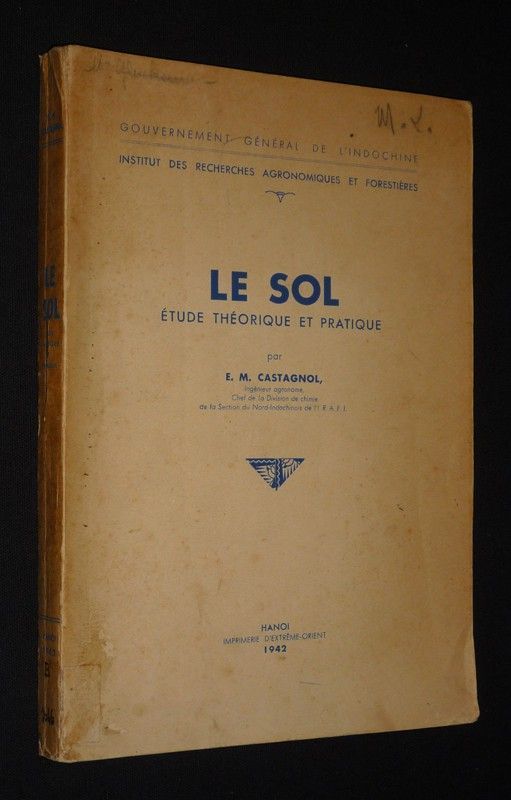 M. L.
GOUVERNEMENT GÉNÉRAL DE L'INDOCHINE
INSTITUT DES RECHERCHES AGRONOMIQUES ET FORESTIÈRES
LE SOL
ÉTUDE THÉORIQUE ET PRATIQUE
par
E. M. CASTAGNOL,
Ingénieur agronome,
Chef de la Division de chimie
de la Section du Nord-Indochinois de l'I. R. A. F. I.
HANOI
IMPRIMERIE D'EXTRÊME-ORIENT
1942
LE
SOL